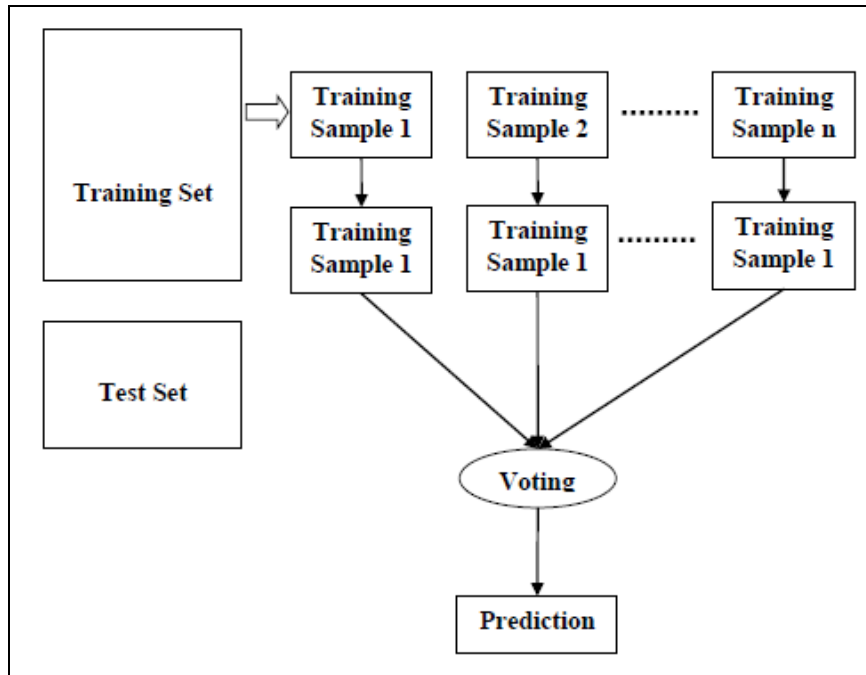 Training Set
Training
Sample 1
Training
Sample 2
.........
Training
Sample n
Training
Sample 1
Training
Sample 1
.........
Training
Sample 1
Test Set
Voting
Prediction